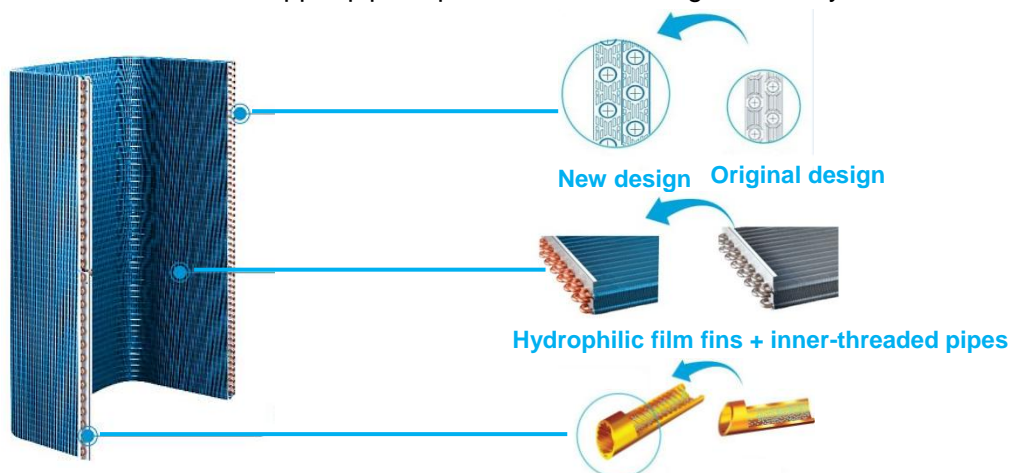 New design Original design
Hydrophilic film fins + inner-threaded pipes